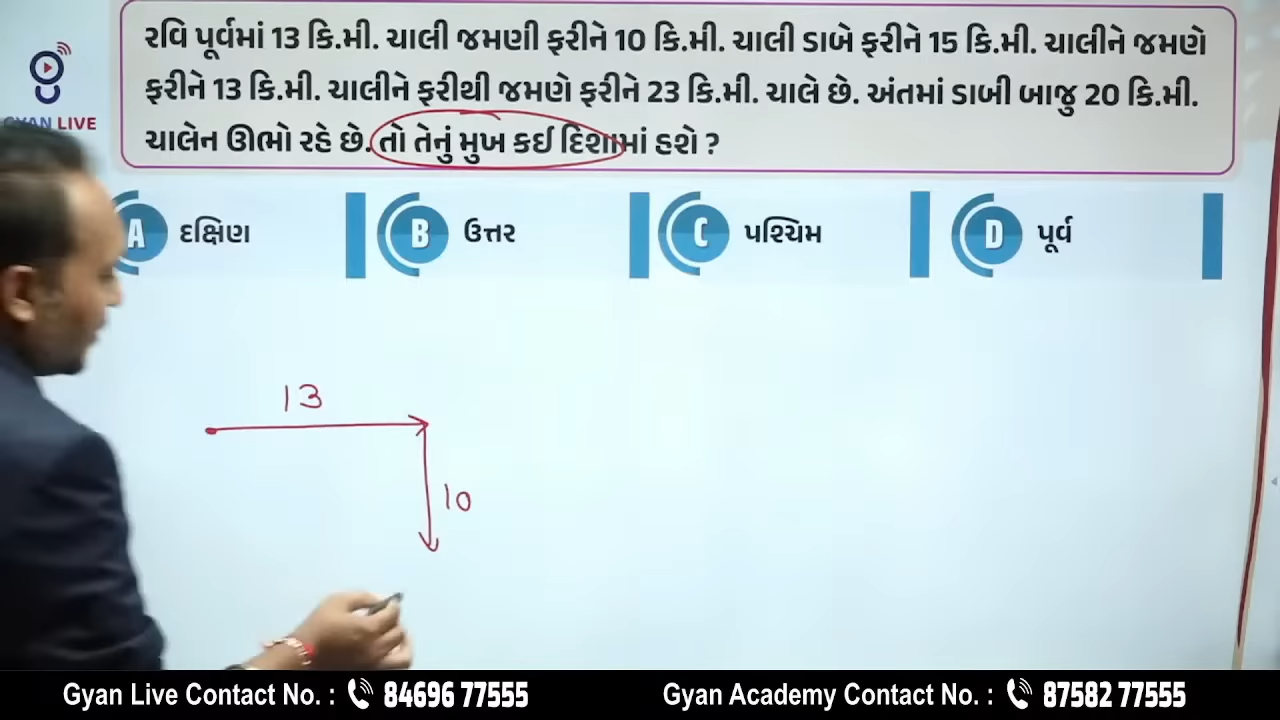 રવિ પૂર્વમાં 13 કિ.મી. ચાલી જમણી ફરીને 10 કિ.મી. ચાલી ડાબે ફરીને 15 કિ.મી. ચાલીને જમણે
ફરીને 13 કિ.મી. ચાલીને ફરીથી જમણે ફરીને 23 કિ.મી. ચાલે છે. અંતમાં ડાબી બાજુ 20 કિ.મી.
ચાલેન ઊભો રહે છે. તો તેનું મુખ કઈ દિશામાં હશે ?
GYAN LIVE
A દક્ષિણ B ઉત્તર C પશ્ચિમ D પૂર્વ
13
10
Gyan Live Contact No. : 84696 77555 Gyan Academy Contact No. : 87582 77555